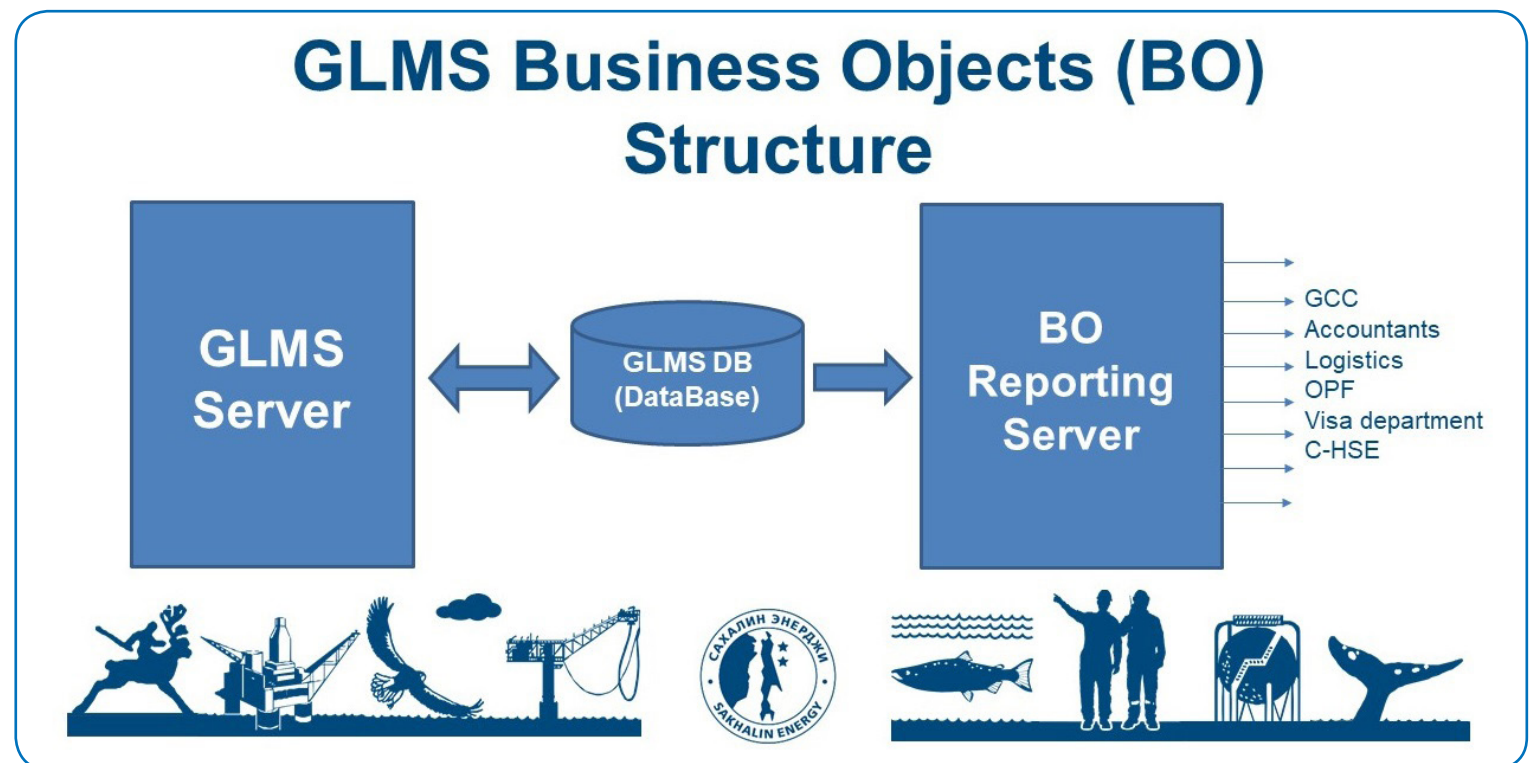 GLMS Business Objects (BO)
Structure
GLMS
Server
GLMS DB
(DataBase)
BO
Reporting
Server
GCC
Accountants
Logistics
OPF
Visa department
C-HSE
САХАЛИН ЭНЕРДЖИ
SAKHALIN ENERGY